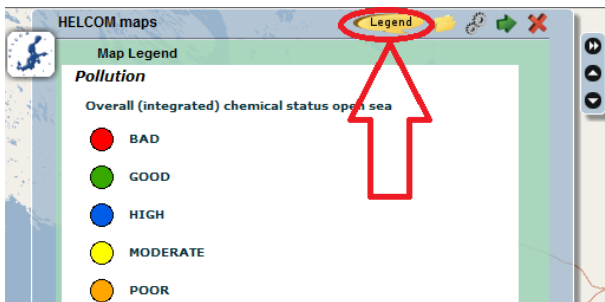 HELCOM maps
Legend
Map Legend
Pollution
Overall (integrated) chemical status open sea
BAD
GOOD
HIGH
MODERATE
POOR